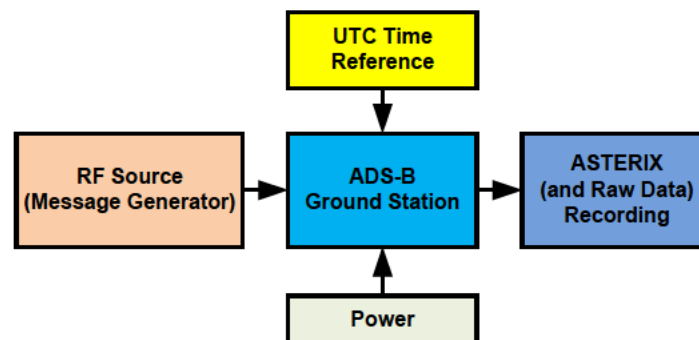 UTC Time
Reference
RF Source
(Message Generator)
ADS-B
Ground Station
ASTERIX
(and Raw Data)
Recording
Power